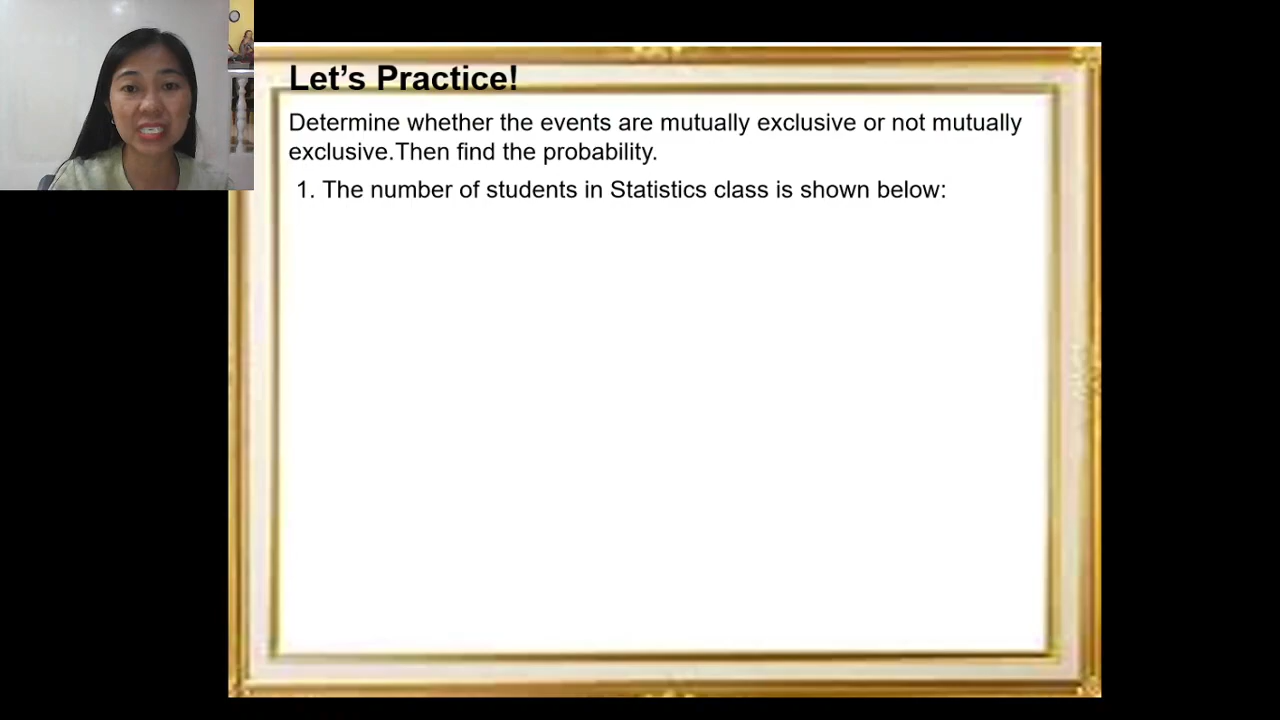 Let's Practice!
Determine whether the events are mutually exclusive or not mutually
exclusive.Then find the probability.
1. The number of students in Statistics class is shown below: